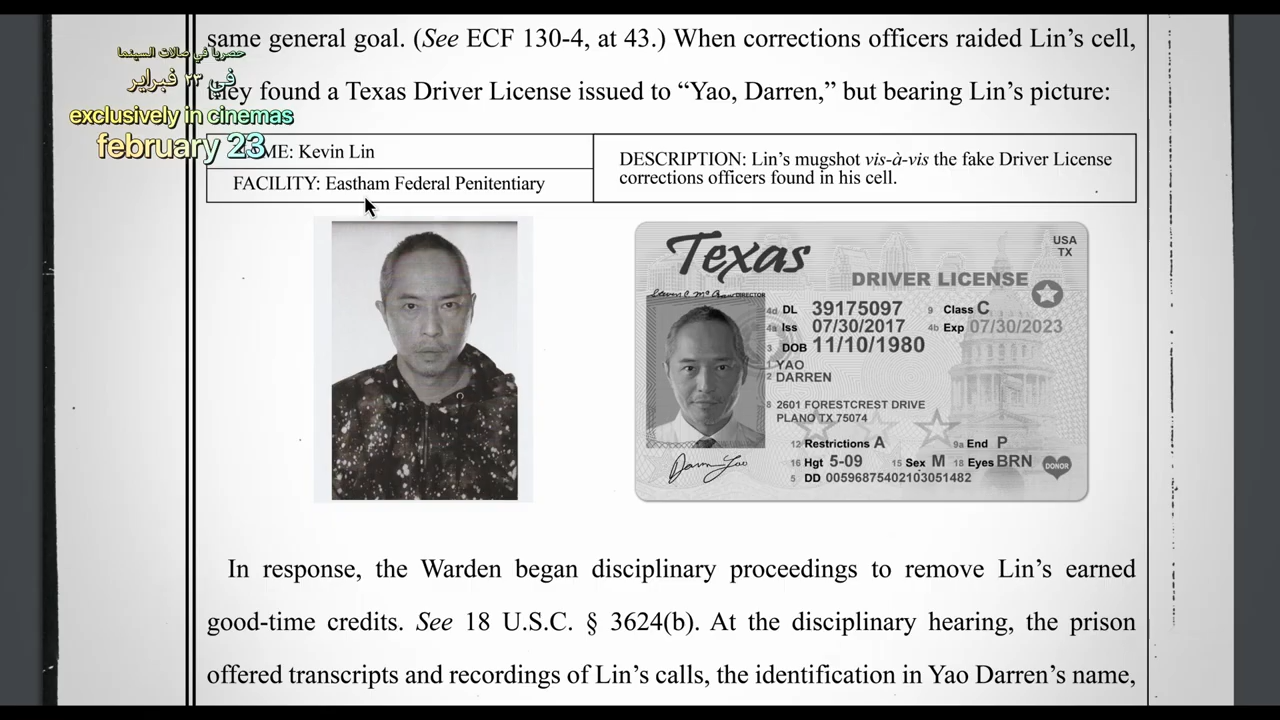 same general goal. (See ECF 130-4, at 43.) When corrections officers raided Lin's cell,
حصريا في صالات السينما
في ٢٣ فبراير
exclusively in cinemas
february 23
they found a Texas Driver License issued to “Yao, Darren,” but bearing Lin's picture:
NAME: Kevin Lin
FACILITY: Eastham Federal Penitentiary
DESCRIPTION: Lin's mugshot vis-à-vis the fake Driver License
corrections officers found in his cell.
Texas
USA
TX
DRIVER LICENSE
DIRECTOR
4d DL 39175097 9 Class C
4a Iss 07/30/2017 4b Exp 07/30/2023
3 DOB 11/10/1980
1 YAO
2 DARREN
8 2601 FORESTCREST DRIVE
PLANO TX 75074
12 Restrictions A 9a End P
16 Hgt 5-09 15 Sex M 18 Eyes BRN
DONOR
5 DD 00596875402103051482
In response, the Warden began disciplinary proceedings to remove Lin's earned
good-time credits. See 18 U.S.C. § 3624(b). At the disciplinary hearing, the prison
offered transcripts and recordings of Lin's calls, the identification in Yao Darren's name,